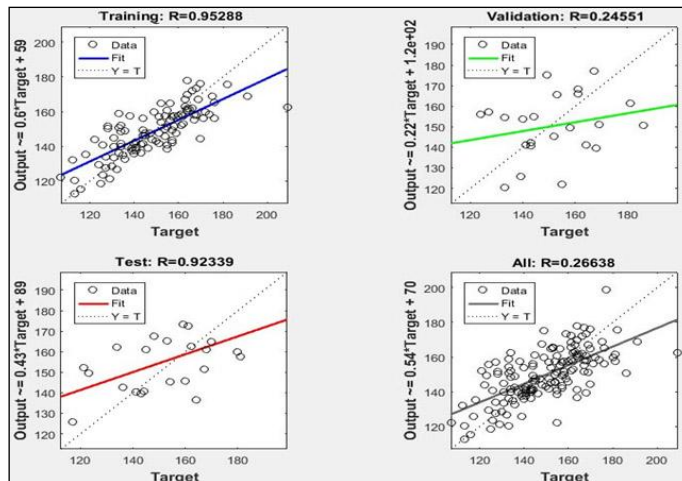 Training: R=0.95288
Output ~= 0.6*Target + 59
200
180
160
140
120
Data
Fit
Y = T
120 140 160 180 200
Target
Validation: R=0.24551
Output ~= 0.22*Target + 1.2e+02
190
180
170
160
150
140
130
120
Data
Fit
Y = T
120 140 160 180
Target
Test: R=0.92339
Output ~= 0.43*Target + 89
190
180
170
160
150
140
130
120
Data
Fit
Y = T
120 140 160 180
Target
All: R=0.26638
Output ~= 0.54*Target + 70
200
180
160
140
120
Data
Fit
Y = T
120 140 160 180 200
Target